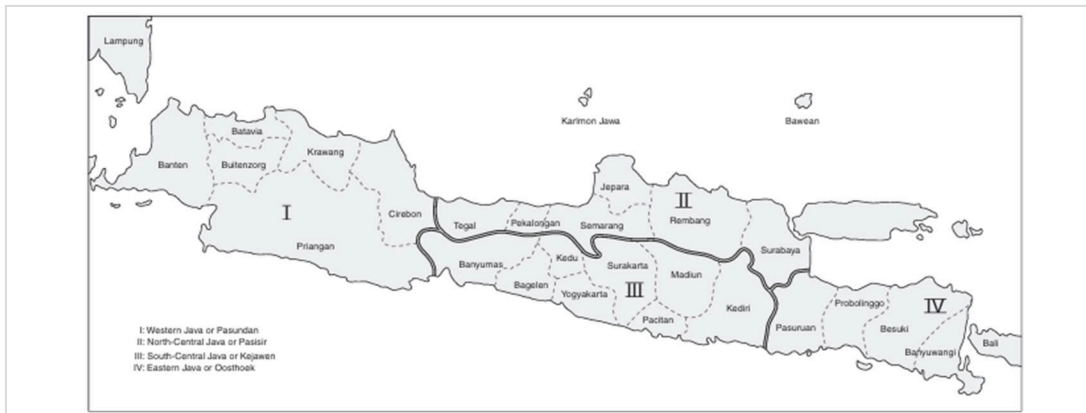 Lampung
Karimon Jawa
Bawean
Batavia
Krawang
Banten
Buitenzorg
Jepara
II
I
Cirebon
Tegal
Pekalongan
Semarang
Rembang
Priangan
Surabaya
Banyumas
Kedu
Surakarta
Madiun
Bagelen
Yogyakarta
III
Kediri
Probolinggo
IV
Pacitan
Pasuruan
Besuki
Banyuwangi
Bali
I: Western Java or Pasundan
II: North-Central Java or Pasisir
III: South-Central Java or Kejawen
IV: Eastern Java or Oosthoek